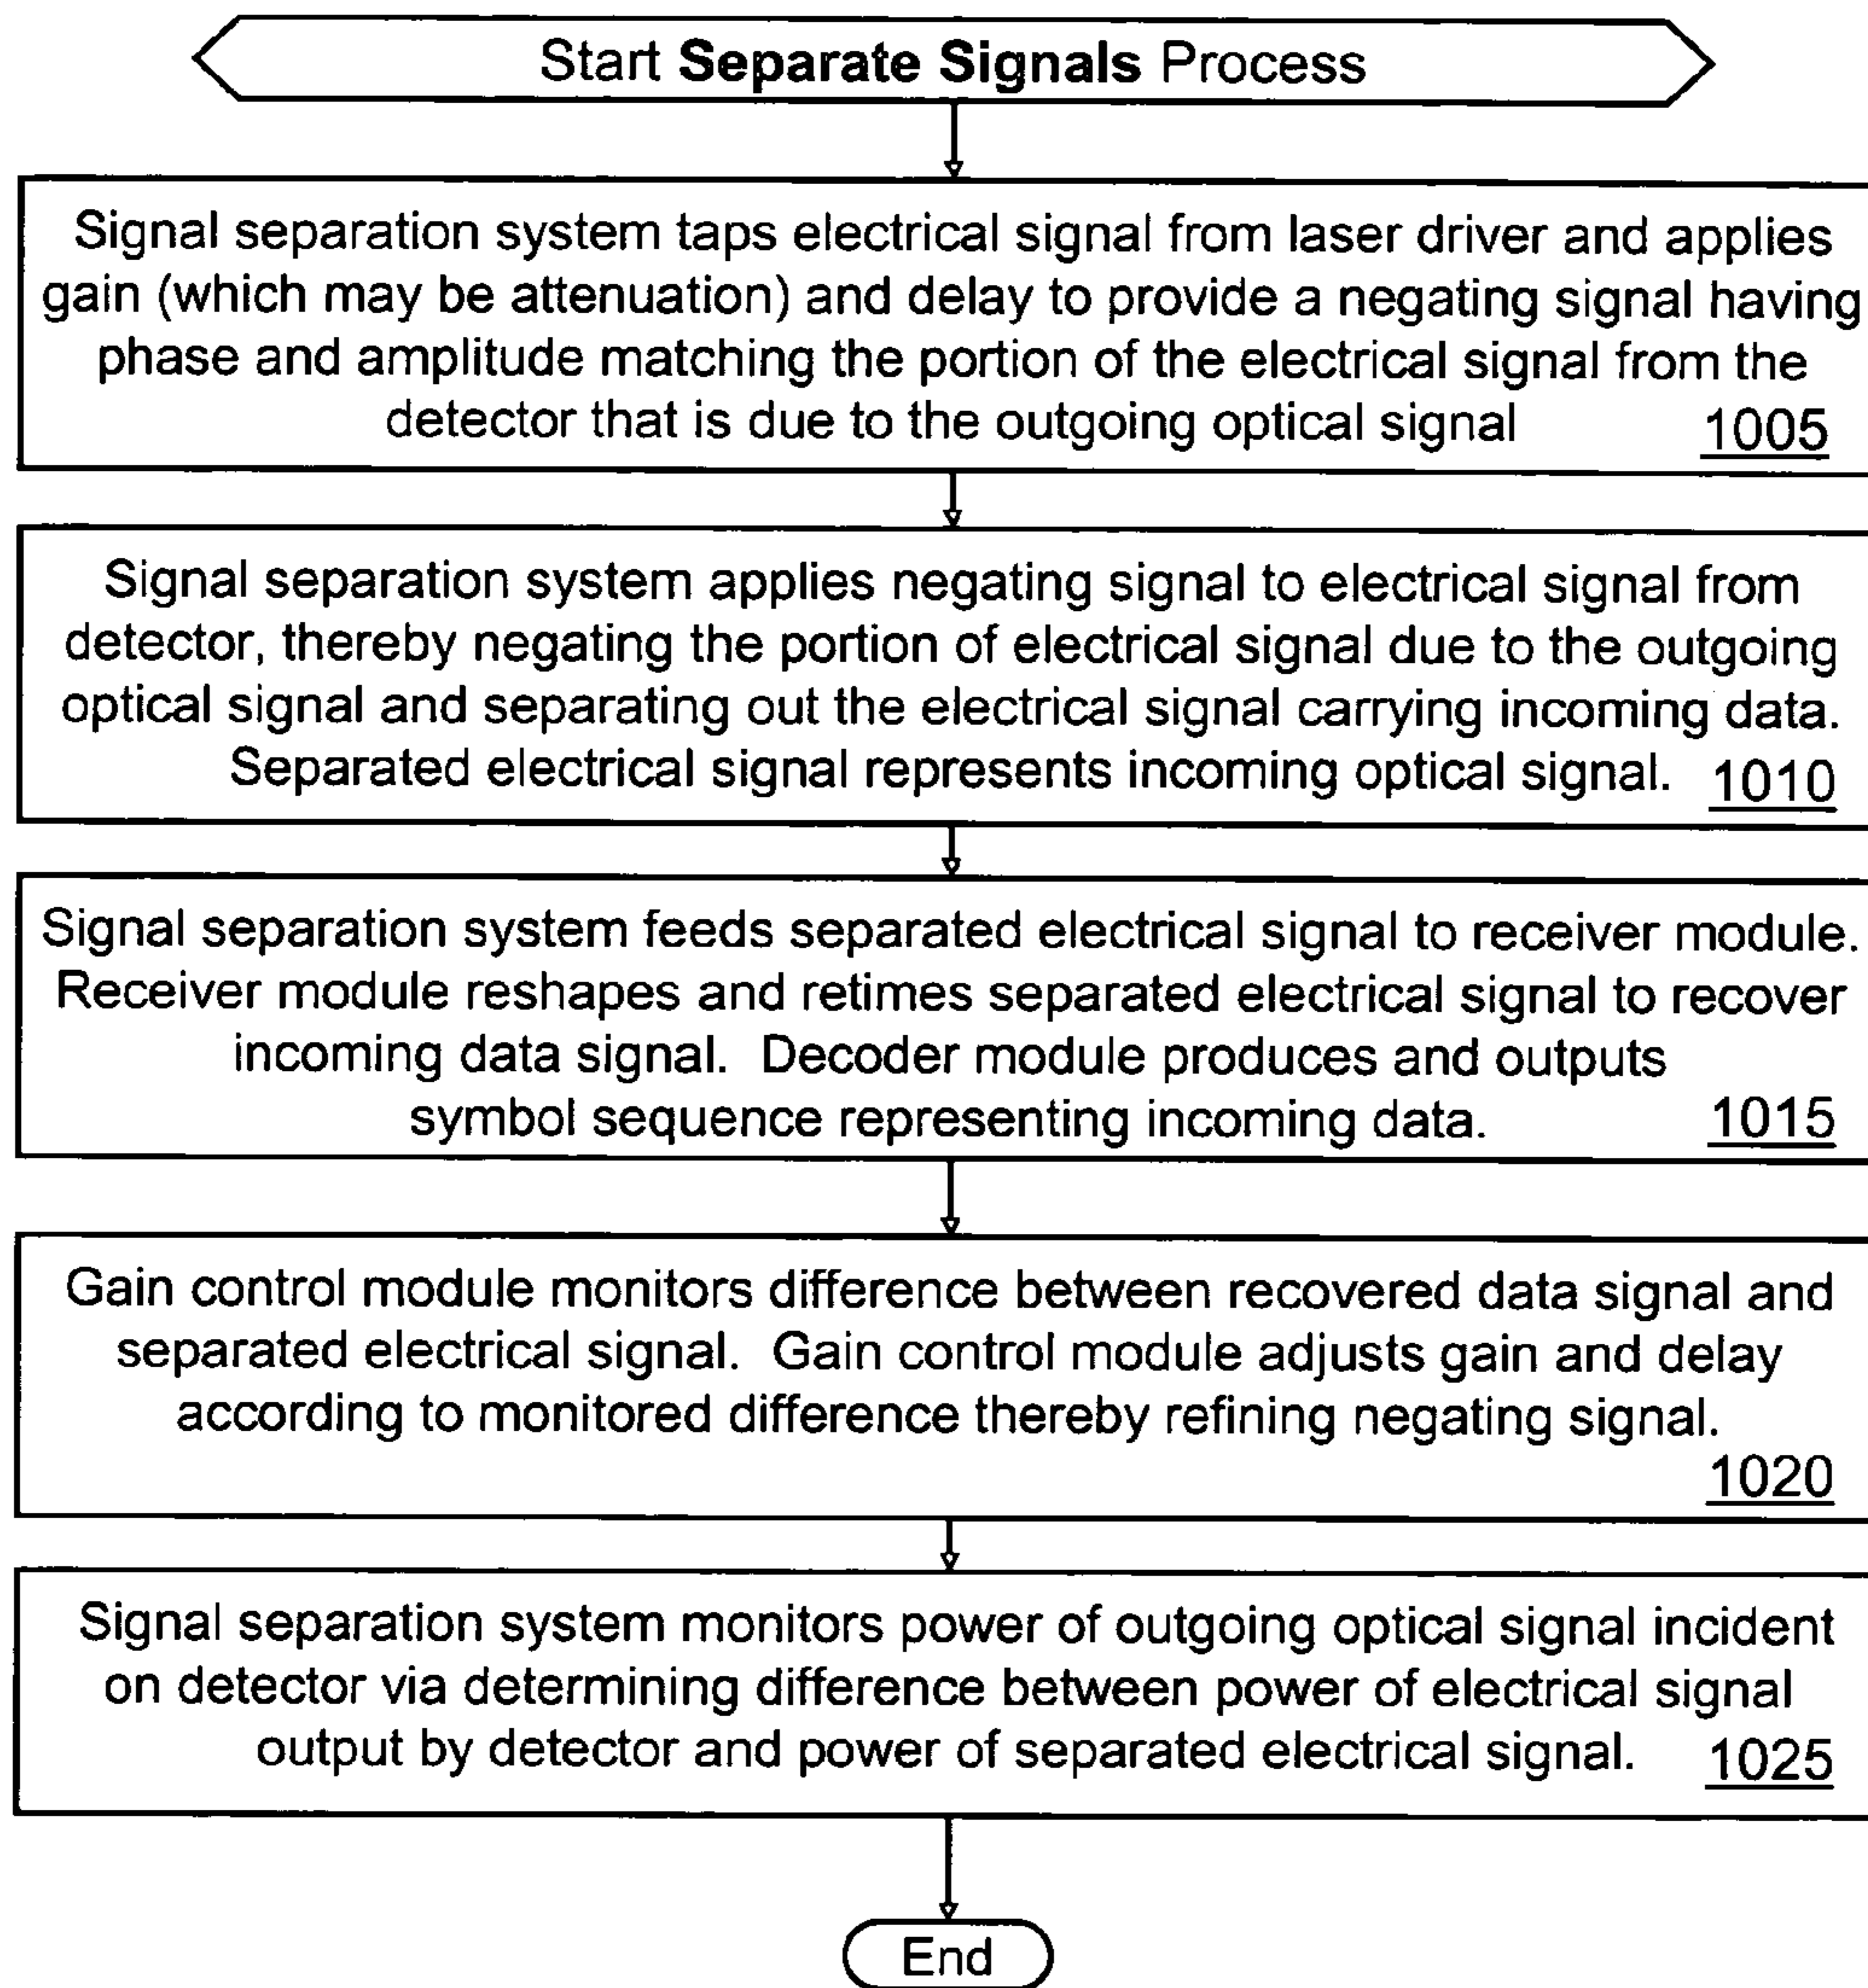 Start Separate Signals Process
Signal separation system taps electrical signal from laser driver and applies
gain (which may be attenuation) and delay to provide a negating signal having
phase and amplitude matching the portion of the electrical signal from the
detector that is due to the outgoing optical signal 1005
Signal separation system applies negating signal to electrical signal from
detector, thereby negating the portion of electrical signal due to the outgoing
optical signal and separating out the electrical signal carrying incoming data.
Separated electrical signal represents incoming optical signal. 1010
Signal separation system feeds separated electrical signal to receiver module.
Receiver module reshapes and retimes separated electrical signal to recover
incoming data signal. Decoder module produces and outputs
symbol sequence representing incoming data. 1015
Gain control module monitors difference between recovered data signal and
separated electrical signal. Gain control module adjusts gain and delay
according to monitored difference thereby refining negating signal.
1020
Signal separation system monitors power of outgoing optical signal incident
on detector via determining difference between power of electrical signal
output by detector and power of separated electrical signal. 1025
End